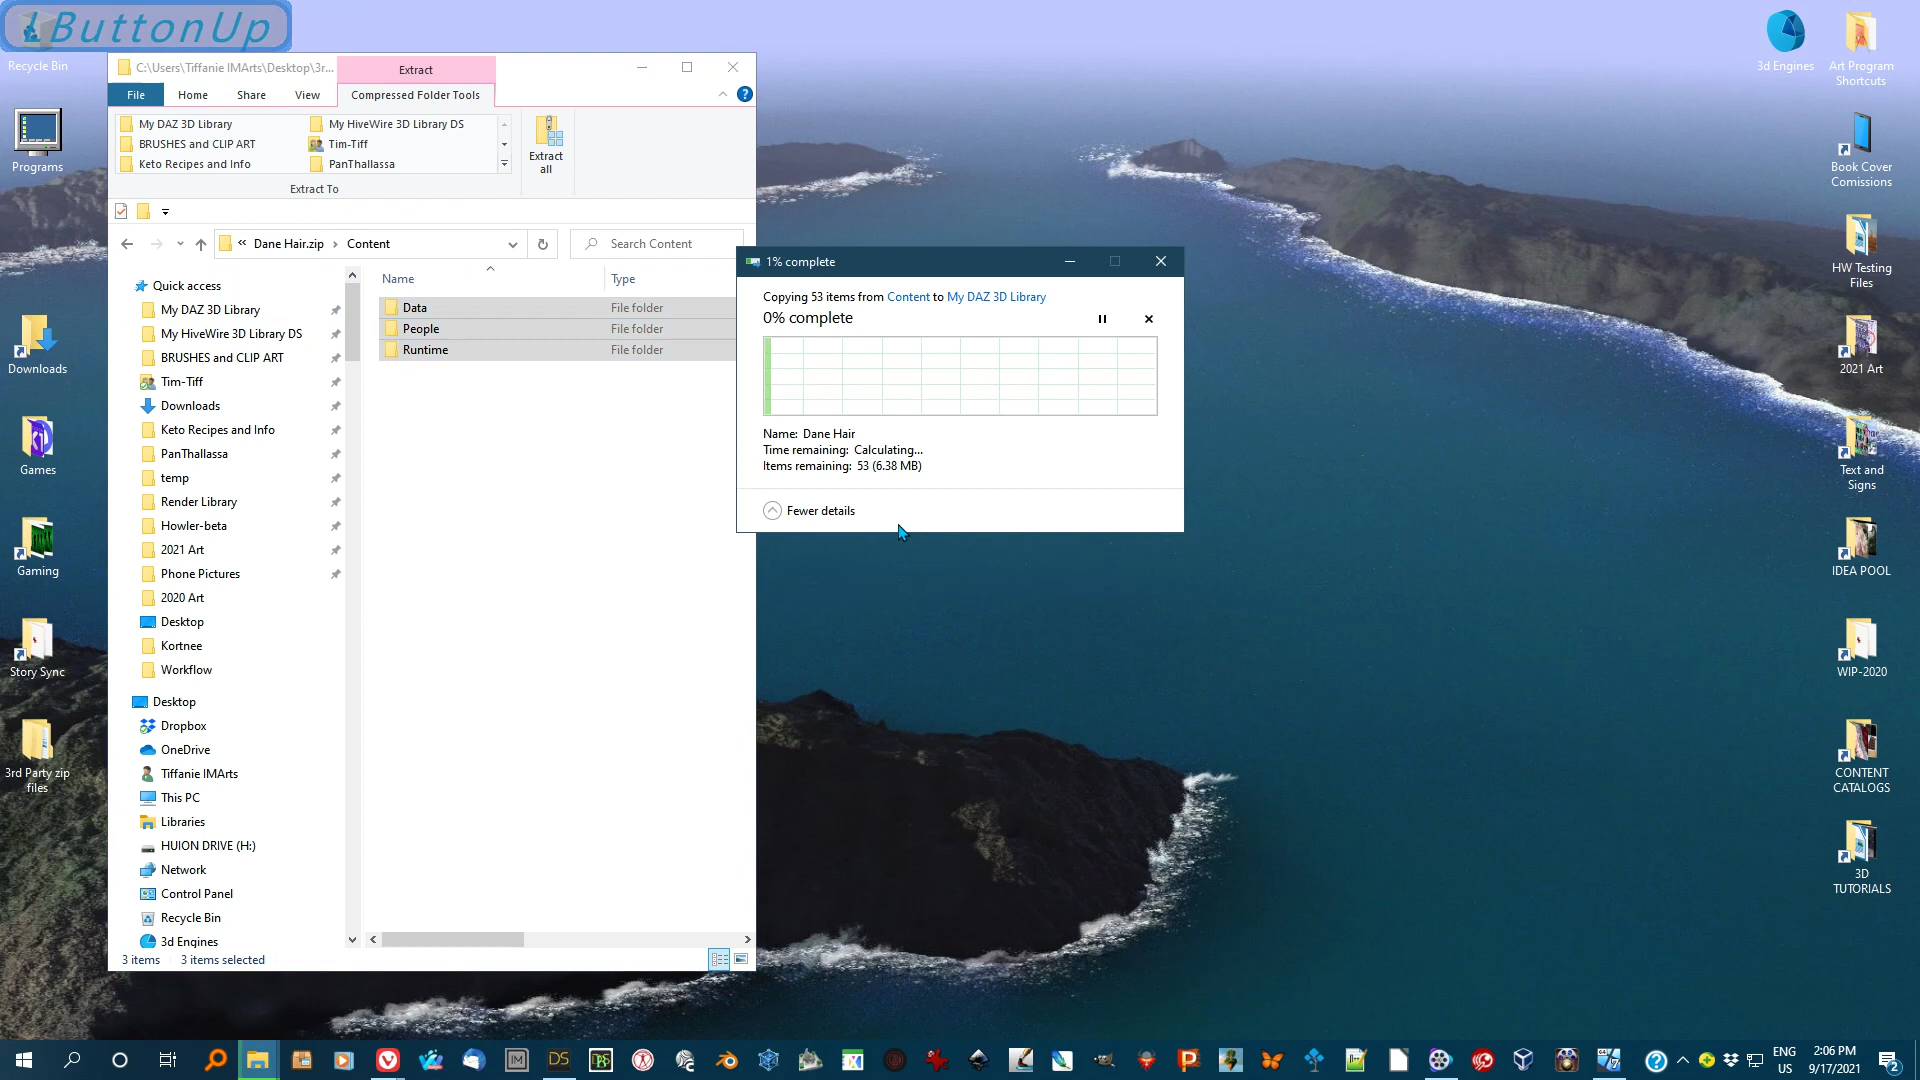 LButtonUp
Recycle Bin
Programs
Downloads
Games
Gaming
Story Sync
3rd Party zip
files
C:\Users\Tiffanie IMArts\Desktop\3r...
Extract
File
Home
Share
View
Compressed Folder Tools
My DAZ 3D Library
My HiveWire 3D Library DS
BRUSHES and CLIP ART
Tim-Tiff
Keto Recipes and Info
PanThallassa
Extract To
Extract
all
« Dane Hair.zip › Content
Search Content
Quick access
My DAZ 3D Library
My HiveWire 3D Library DS
BRUSHES and CLIP ART
Tim-Tiff
Downloads
Keto Recipes and Info
PanThallassa
temp
Render Library
Howler-beta
2021 Art
Phone Pictures
2020 Art
Desktop
Kortnee
Workflow
Desktop
Dropbox
OneDrive
Tiffanie IMArts
This PC
Libraries
HUION DRIVE (H:)
Network
Control Panel
Recycle Bin
3d Engines
Name
Type
Data
File folder
People
File folder
Runtime
File folder
3 items
3 items selected
1% complete
Copying 53 items from Content to My DAZ 3D Library
0% complete
Name: Dane Hair
Time remaining: Calculating...
Items remaining: 53 (6.38 MB)
Fewer details
3d Engines
Art Program
Shortcuts
Book Cover
Comissions
HW Testing
Files
2021 Art
Text and
Signs
IDEA POOL
WIP-2020
CONTENT
CATALOGS
3D
TUTORIALS
IM
DS
ENG
US
2:06 PM
9/17/2021
2